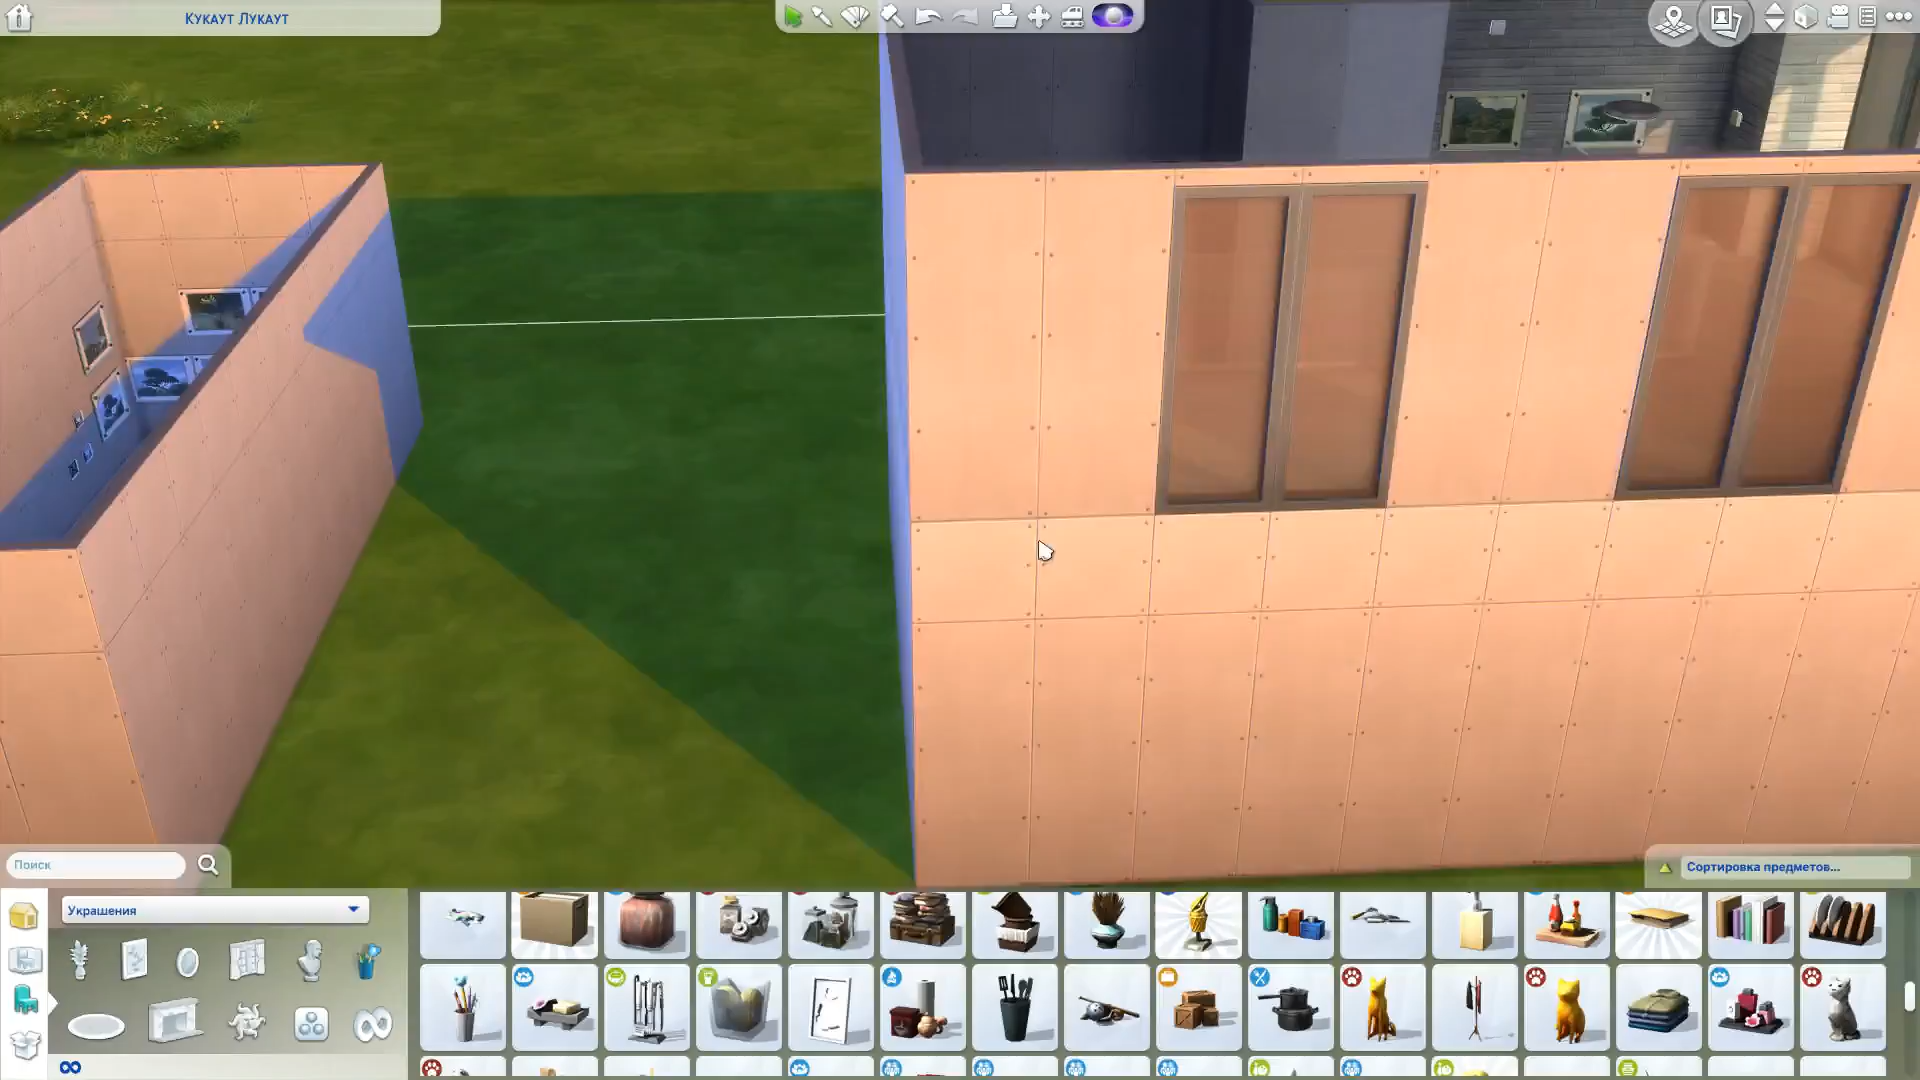 Кукаут Лукаут
Поиск
Сортировка предметов...
Украшения